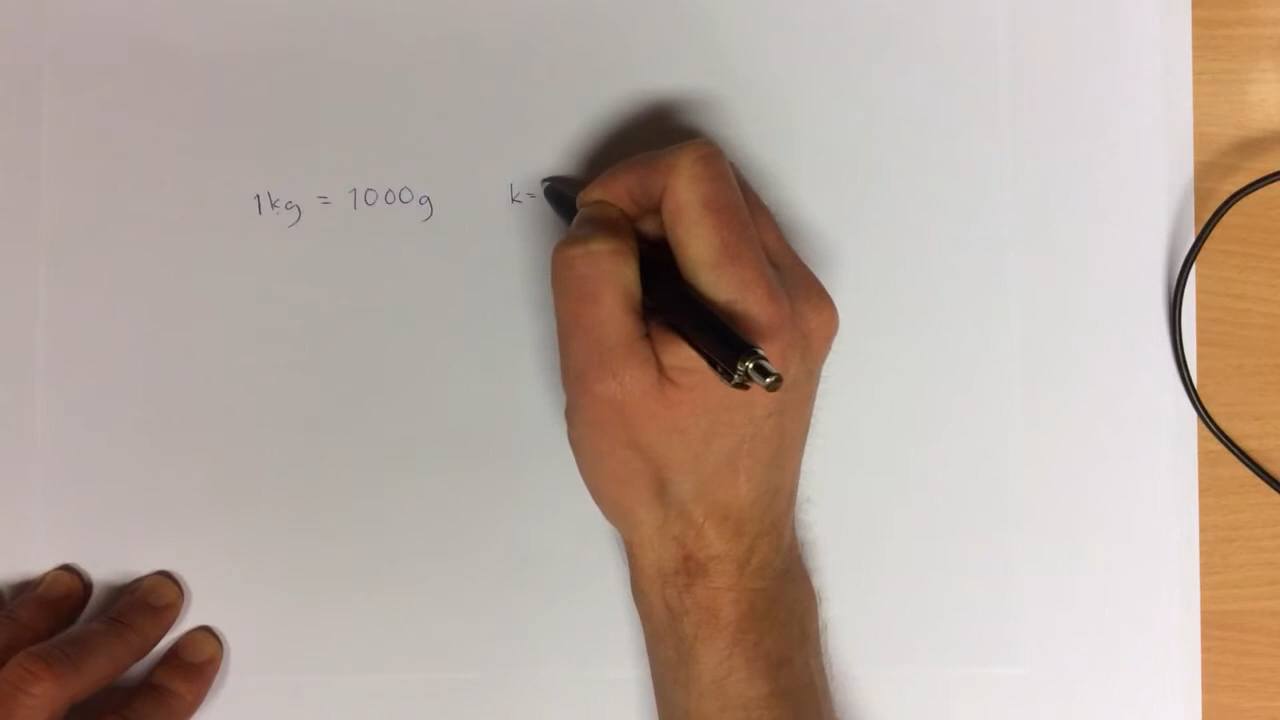 1kg = 1000g k=